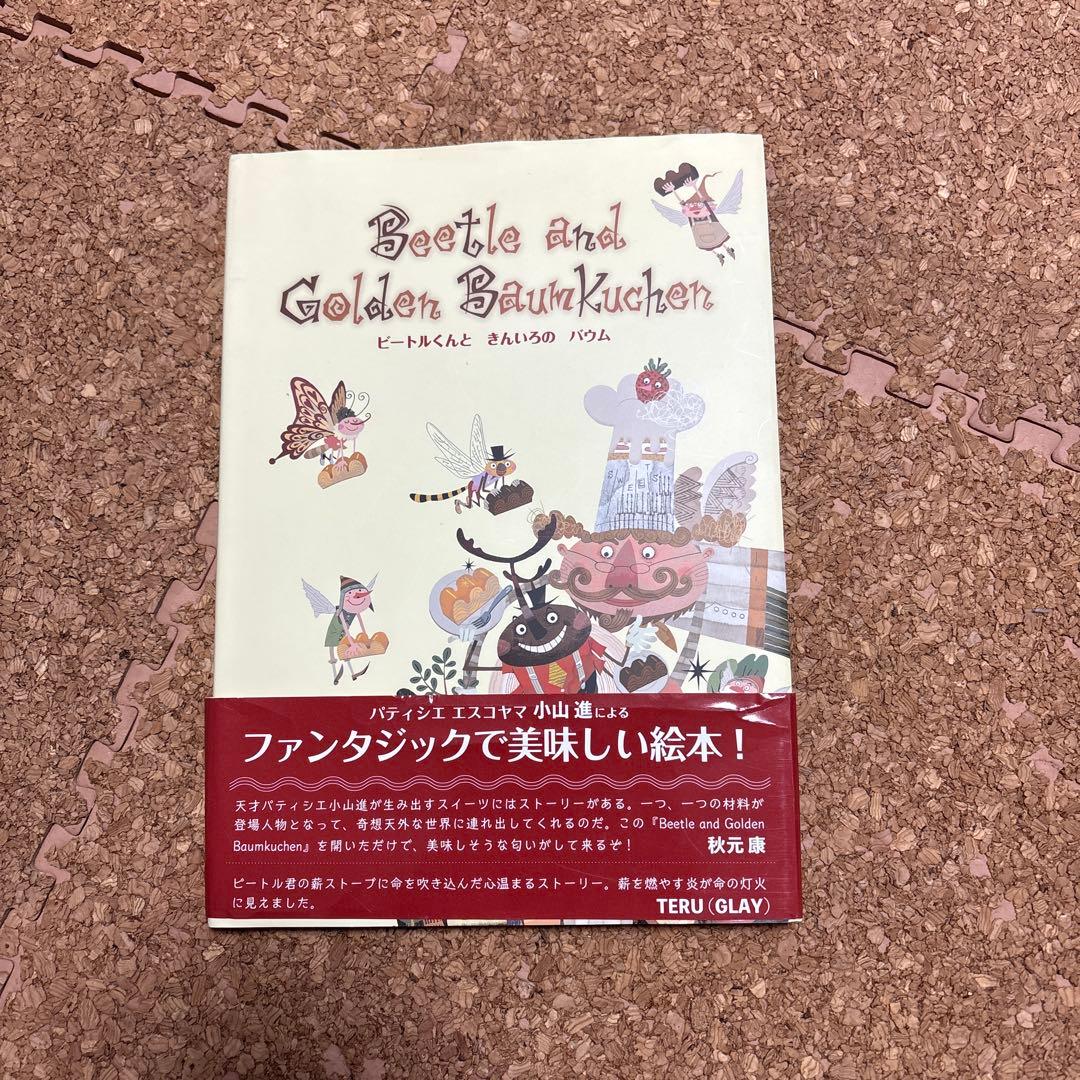 Beetle and
Golden Baumkuchen
ビートルくんと きんいろの バウム
SWEETS
パティシエ エスコヤマ 小山 進による
ファンタジックで美味しい絵本！
天才パティシエ小山進が生み出すスイーツにはストーリーがある。一つ、一つの材料が
登場人物となって、奇想天外な世界に連れ出してくれるのだ。この『Beetle and Golden
Baumkuchen』を開いただけで、美味しそうな匂いがして来るぞ！ 秋元 康
ビートル君の薪ストーブに命を吹き込んだ心温まるストーリー。薪を燃やす炎が命の灯火
に見えました。 TERU（GLAY）